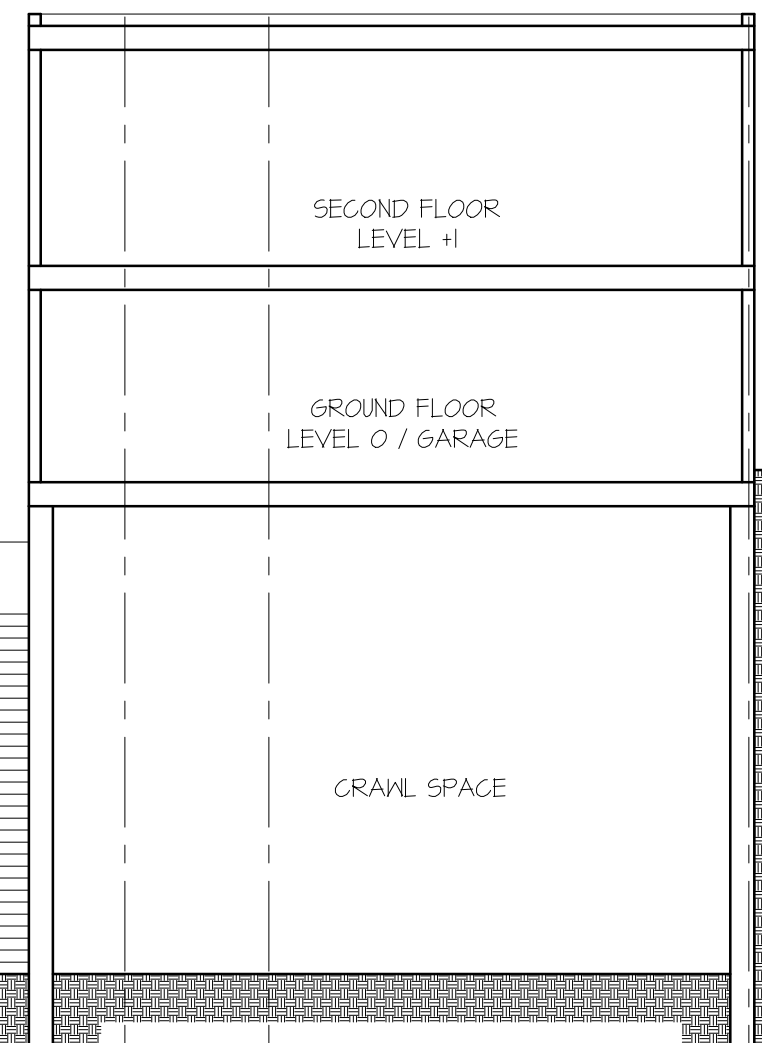 SECOND FLOOR
LEVEL +1
GROUND FLOOR
LEVEL 0 / GARAGE
CRAWL SPACE